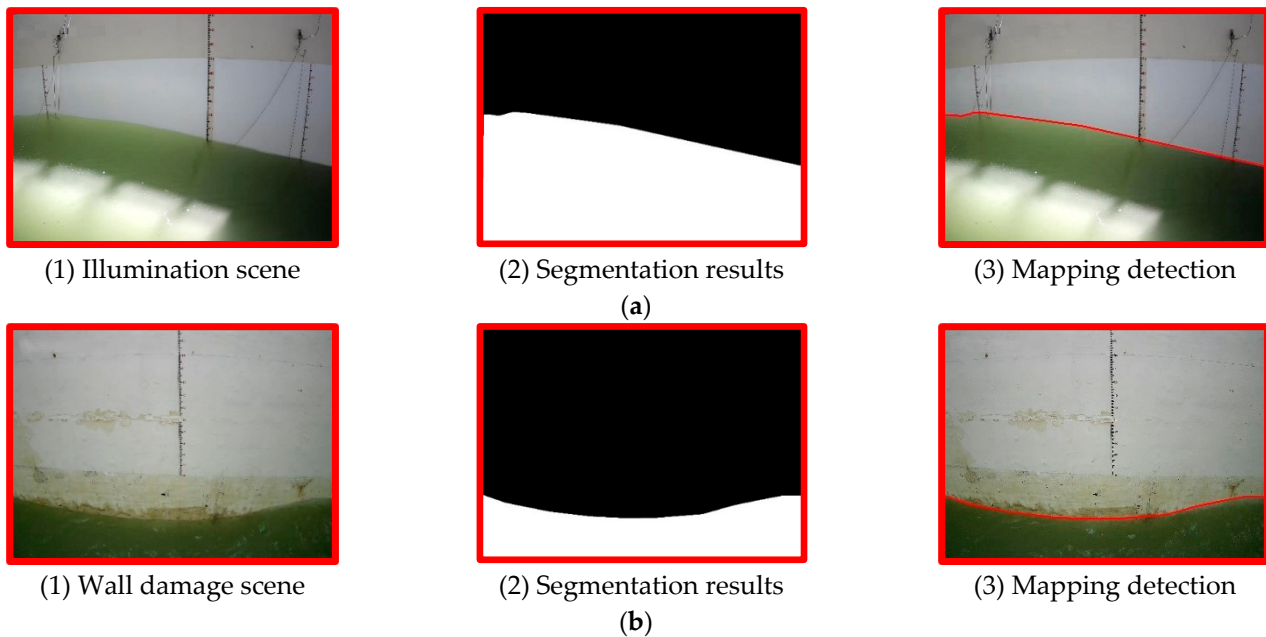 (1) Illumination scene (2) Segmentation results (3) Mapping detection
(a)
(1) Wall damage scene (2) Segmentation results (3) Mapping detection
(b)